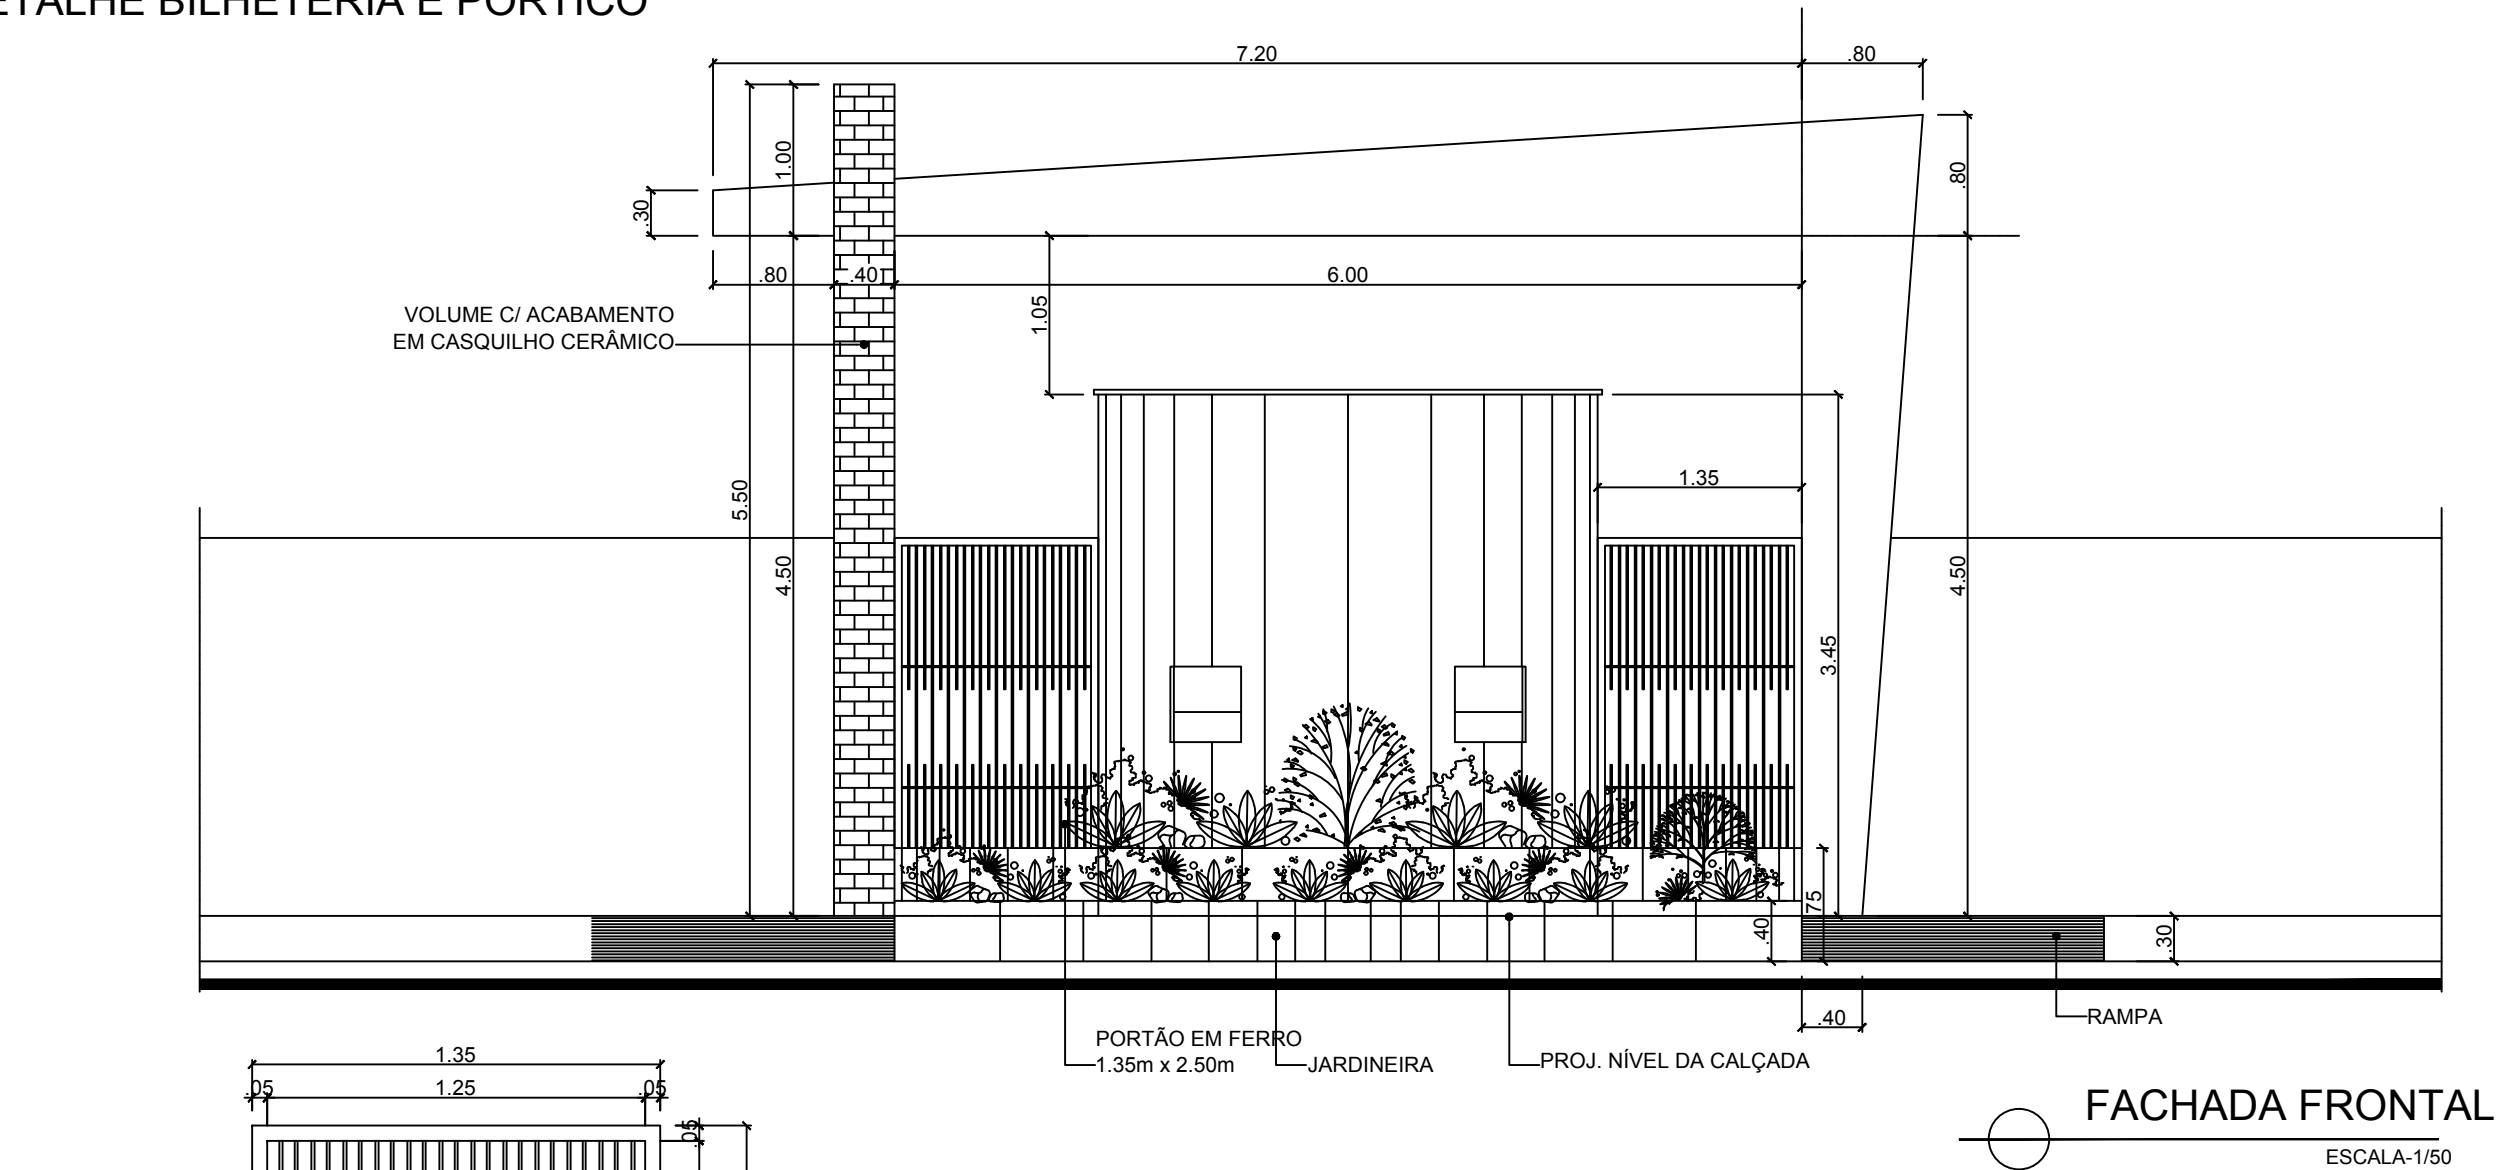 ETALHE BILHETERIA E PÓRTICO
7.20
.80
1.00
.30
.80
.80
.40
6.00
1.05
VOLUME C/ ACABAMENTO
EM CASQUILHO CERÂMICO
5.50
4.50
1.35
4.50
3.45
.75
.40
.30
.40
RAMPA
PORTÃO EM FERRO
1.35m x 2.50m
JARDINEIRA
PROJ. NÍVEL DA CALÇADA
1.35
.05
1.25
.05
.05
FACHADA FRONTAL
ESCALA-1/50